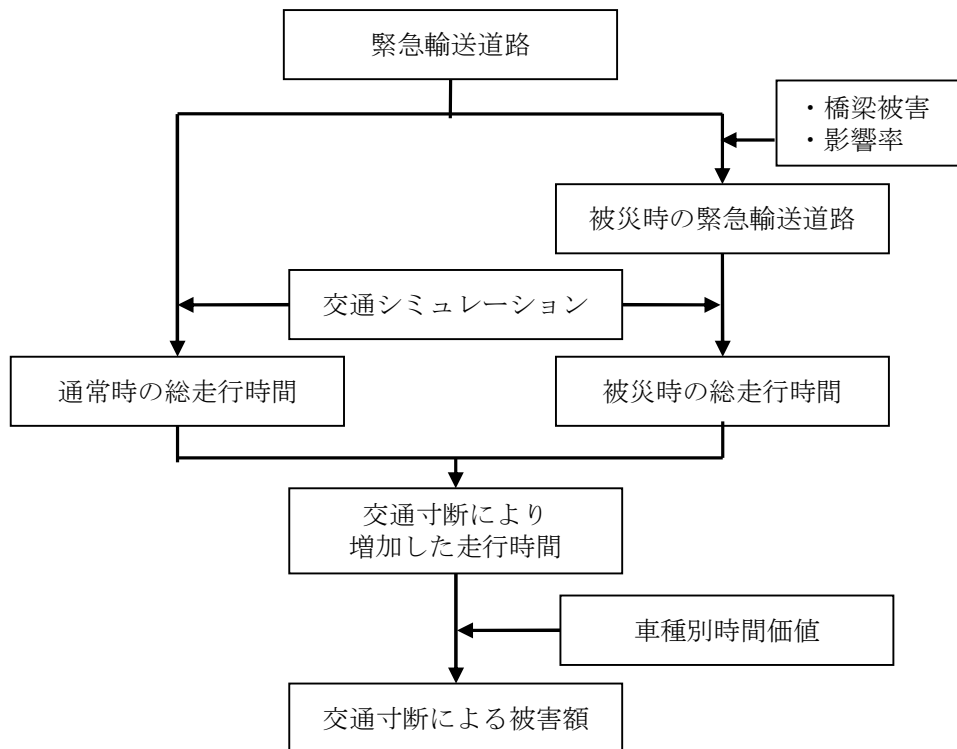 緊急輸送道路
・橋梁被害
・影響率
被災時の緊急輸送道路
交通シミュレーション
通常時の総走行時間
被災時の総走行時間
交通寸断により
増加した走行時間
車種別時間価値
交通寸断による被害額